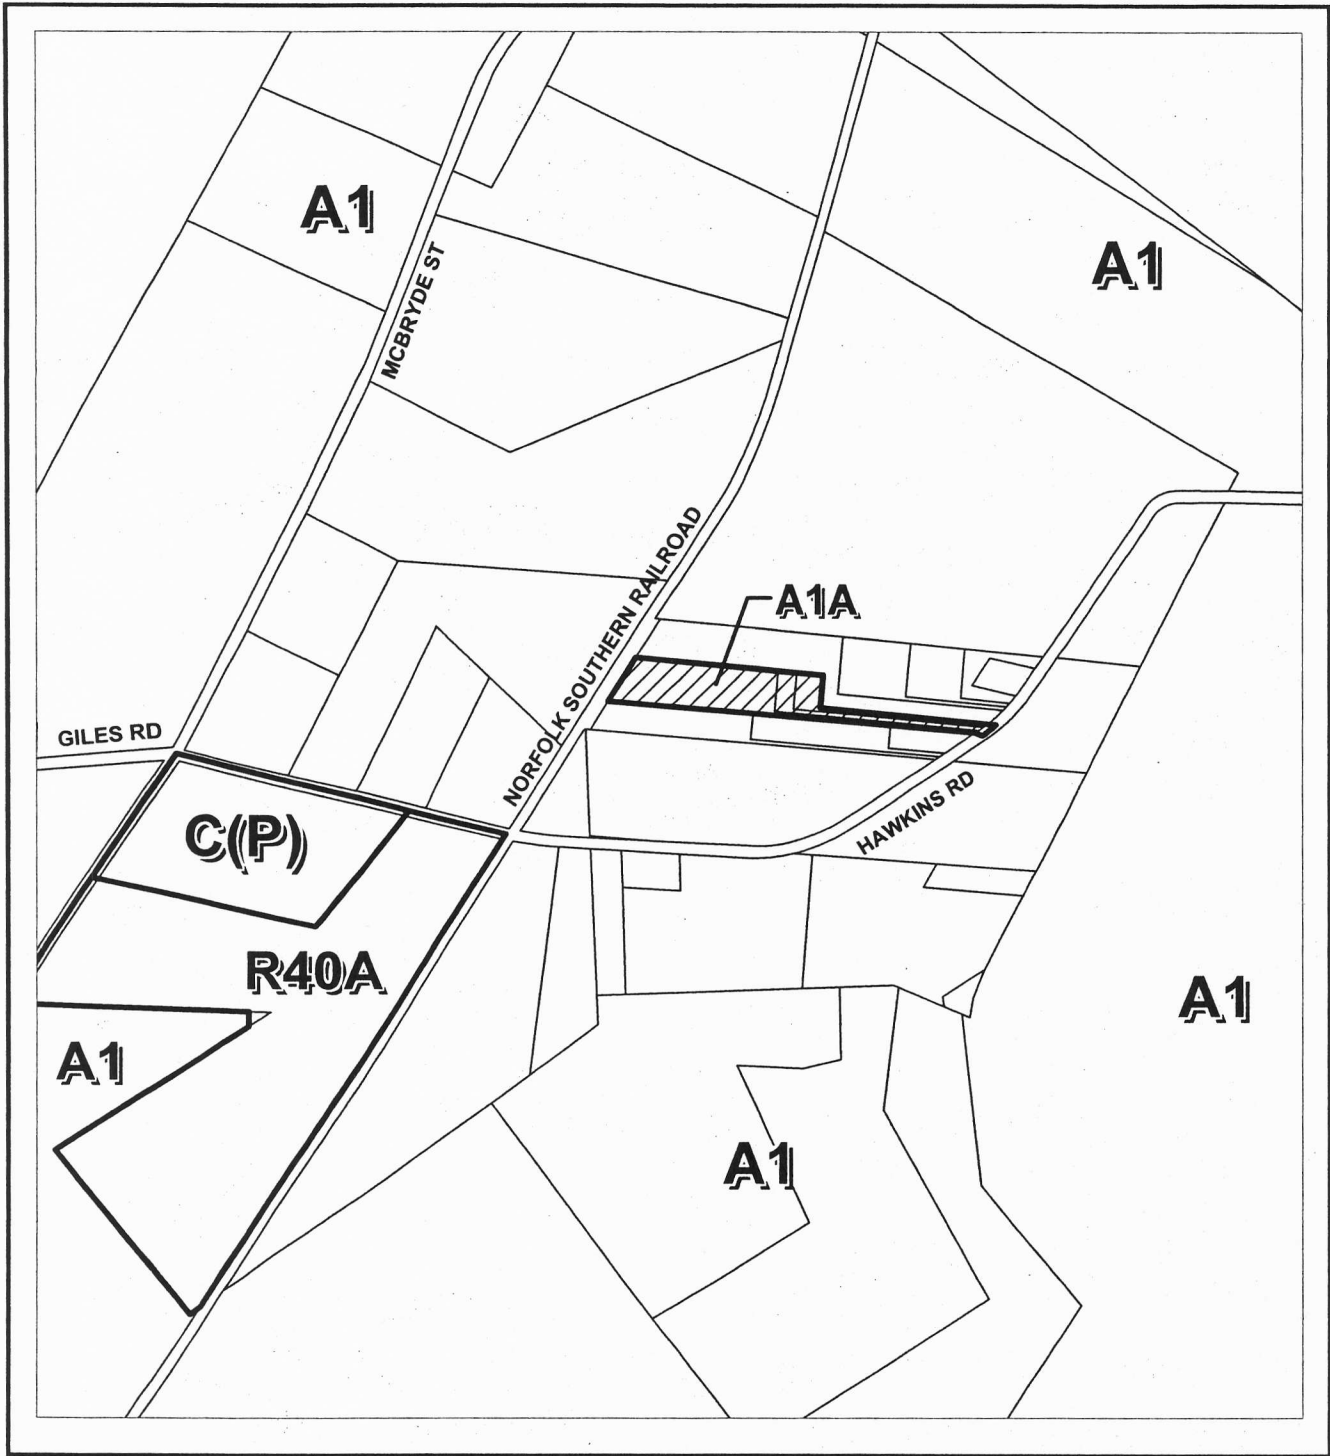 A1
A1
MCBRYDE ST
NORFOLK SOUTHERN RAILROAD
A1A
GILES RD
HAWKINS RD
C(P)
R40A
A1
A1
A1